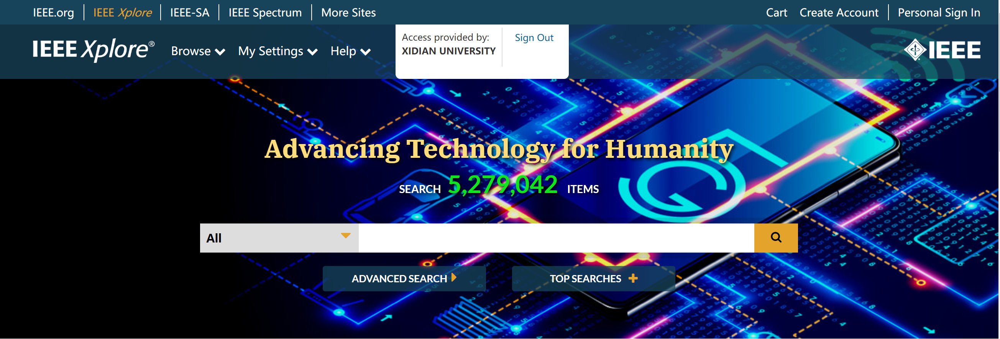 IEEE.org IEEE Xplore IEEE-SA IEEE Spectrum More Sites Cart Create Account Personal Sign In
IEEE Xplore® Browse My Settings Help
Access provided by: Sign Out
XIDIAN UNIVERSITY
IEEE
Advancing Technology for Humanity
SEARCH 5,279,042 ITEMS
All
ADVANCED SEARCH TOP SEARCHES